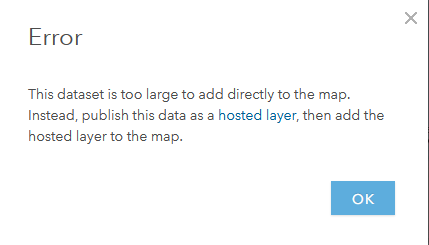 Error
This dataset is too large to add directly to the map.
Instead, publish this data as a hosted layer, then add the
hosted layer to the map.
OK